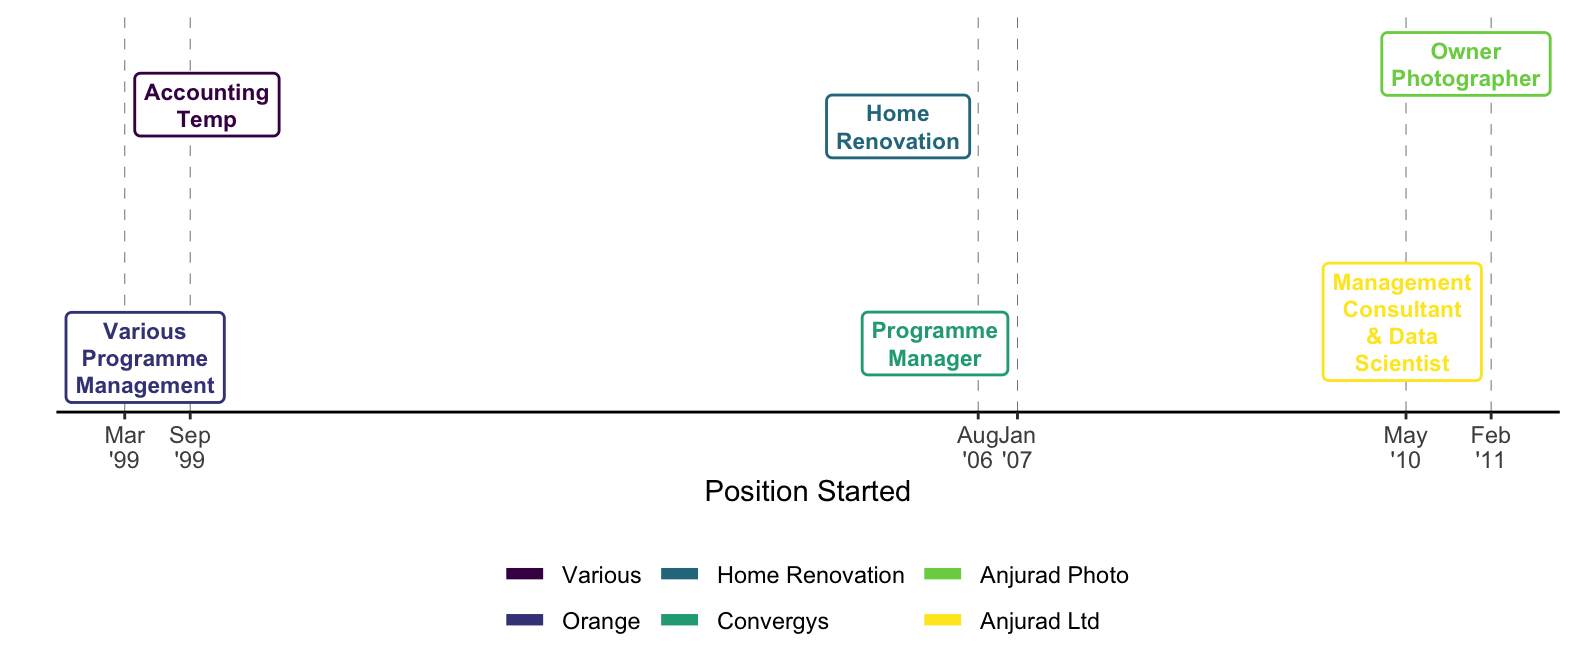 Owner
Photographer
Accounting
Temp
Home
Renovation
Management
Consultant
& Data
Scientist
Various
Programme
Management
Programme
Manager
Mar
'99
Sep
'99
Aug
'06
Jan
'07
May
'10
Feb
'11
Position Started
Various
Home Renovation
Anjurad Photo
Orange
Convergys
Anjurad Ltd